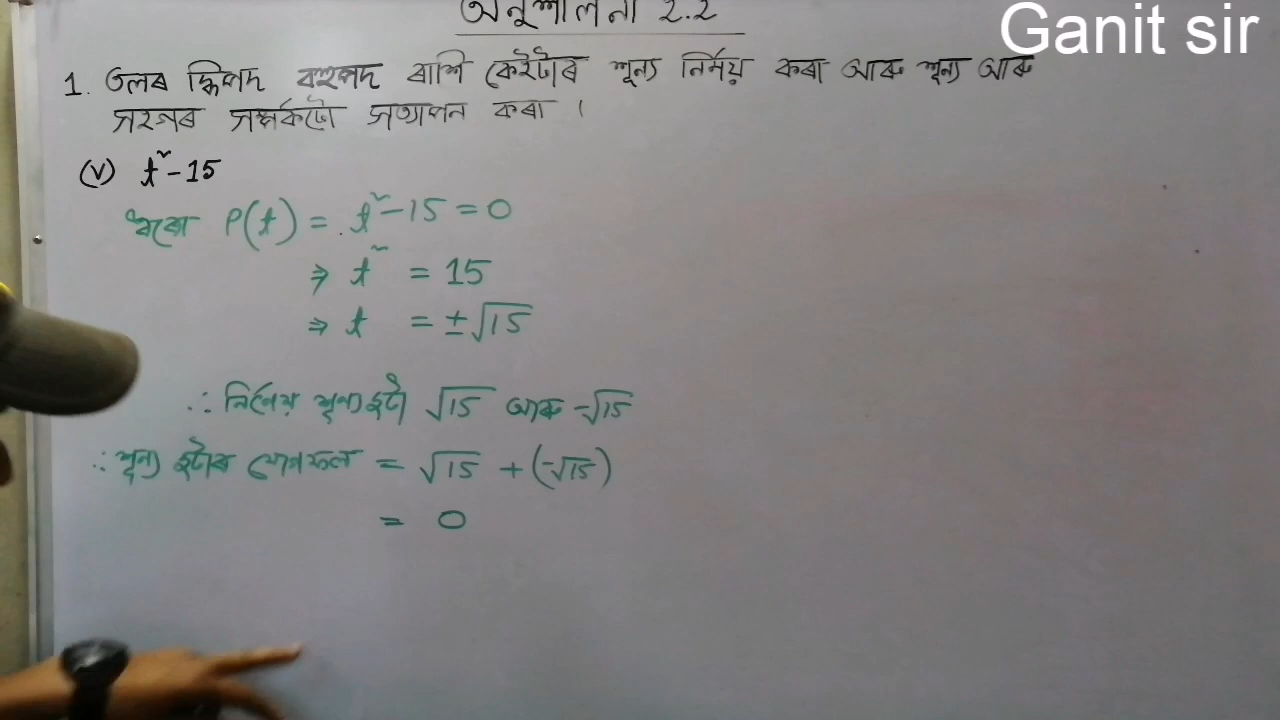 অনুশীলনী 2.2
Ganit sir
1. তলৰ দ্বিঘাত বহুপদ ৰাশি কেইটাৰ শূন্য নিৰ্ণয় কৰা আৰু শূন্য আৰু
সহগৰ সম্পৰ্কটো সত্যাপন কৰা ।
(v) t² - 15
ধৰো P(t) = t² - 15 = 0
⇒ t² = 15
⇒ t = ±√15
∴ নিৰ্ণেয় শূন্য দুটা √15 আৰু -√15
∴ শূন্য দুটাৰ যোগফল = √15 + (-√15)
= 0